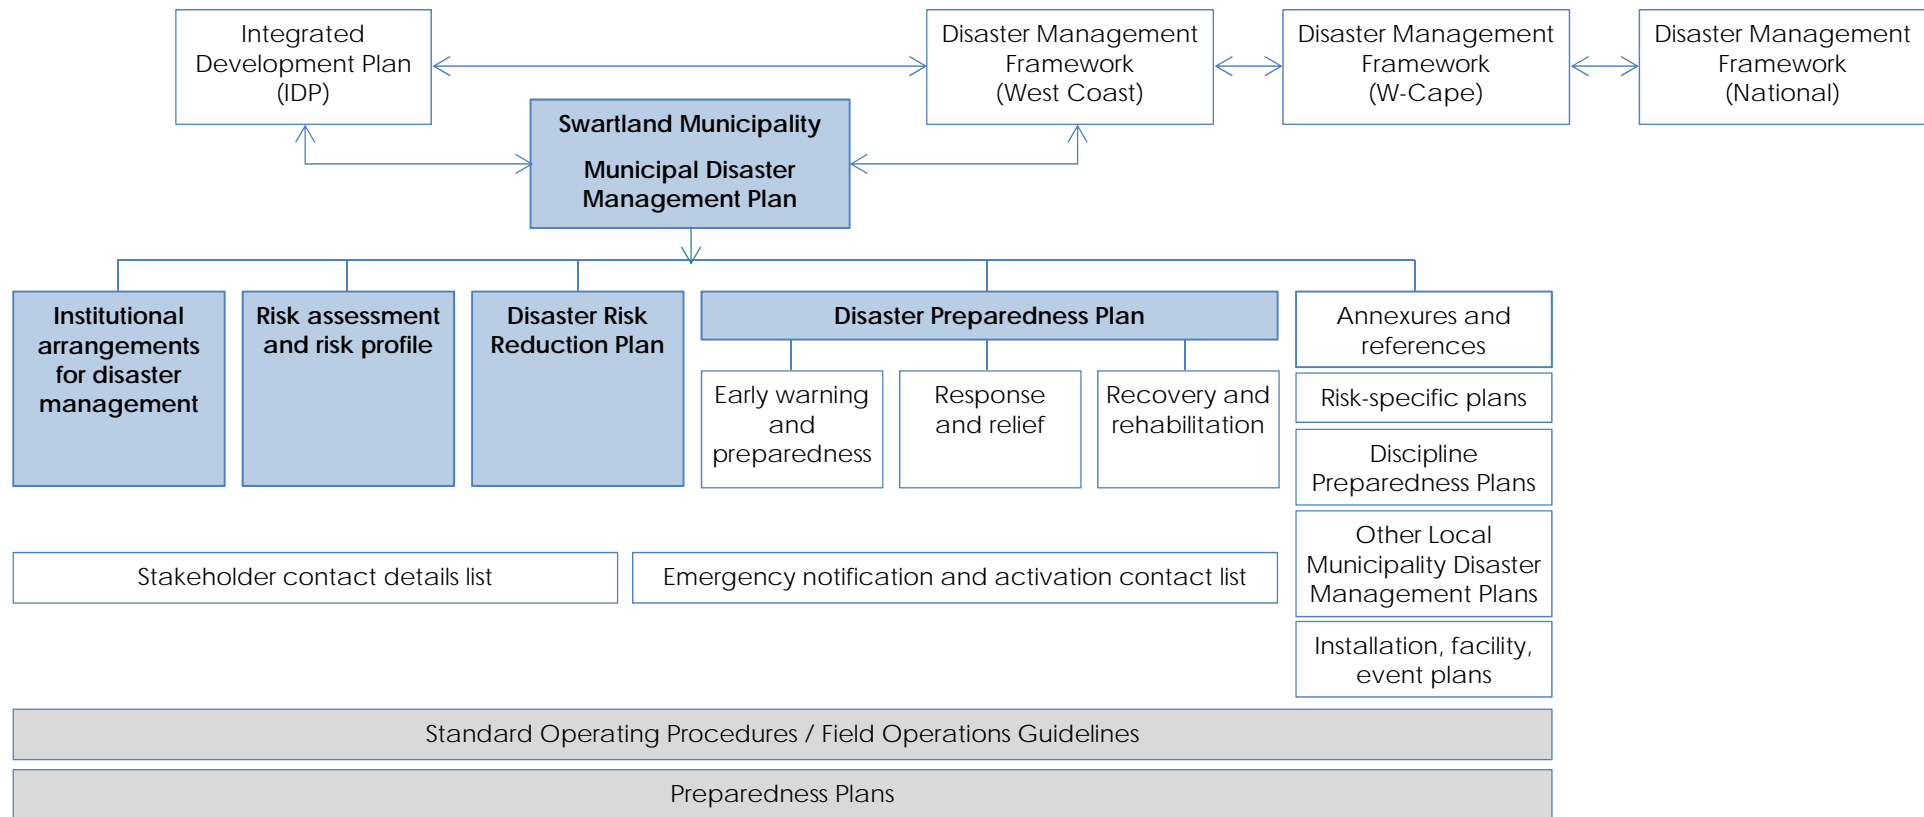 Integrated
Development Plan
(IDP)
Disaster Management
Framework
(West Coast)
Disaster Management
Framework
(W-Cape)
Disaster Management
Framework
(National)
Swartland Municipality
Municipal Disaster
Management Plan
Institutional
arrangements
for disaster
management
Risk assessment
and risk profile
Disaster Risk
Reduction Plan
Disaster Preparedness Plan
Early warning
and
preparedness
Response
and relief
Recovery and
rehabilitation
Annexures and
references
Risk-specific plans
Discipline
Preparedness Plans
Other Local
Municipality Disaster
Management Plans
Installation, facility,
event plans
Stakeholder contact details list
Emergency notification and activation contact list
Standard Operating Procedures / Field Operations Guidelines
Preparedness Plans